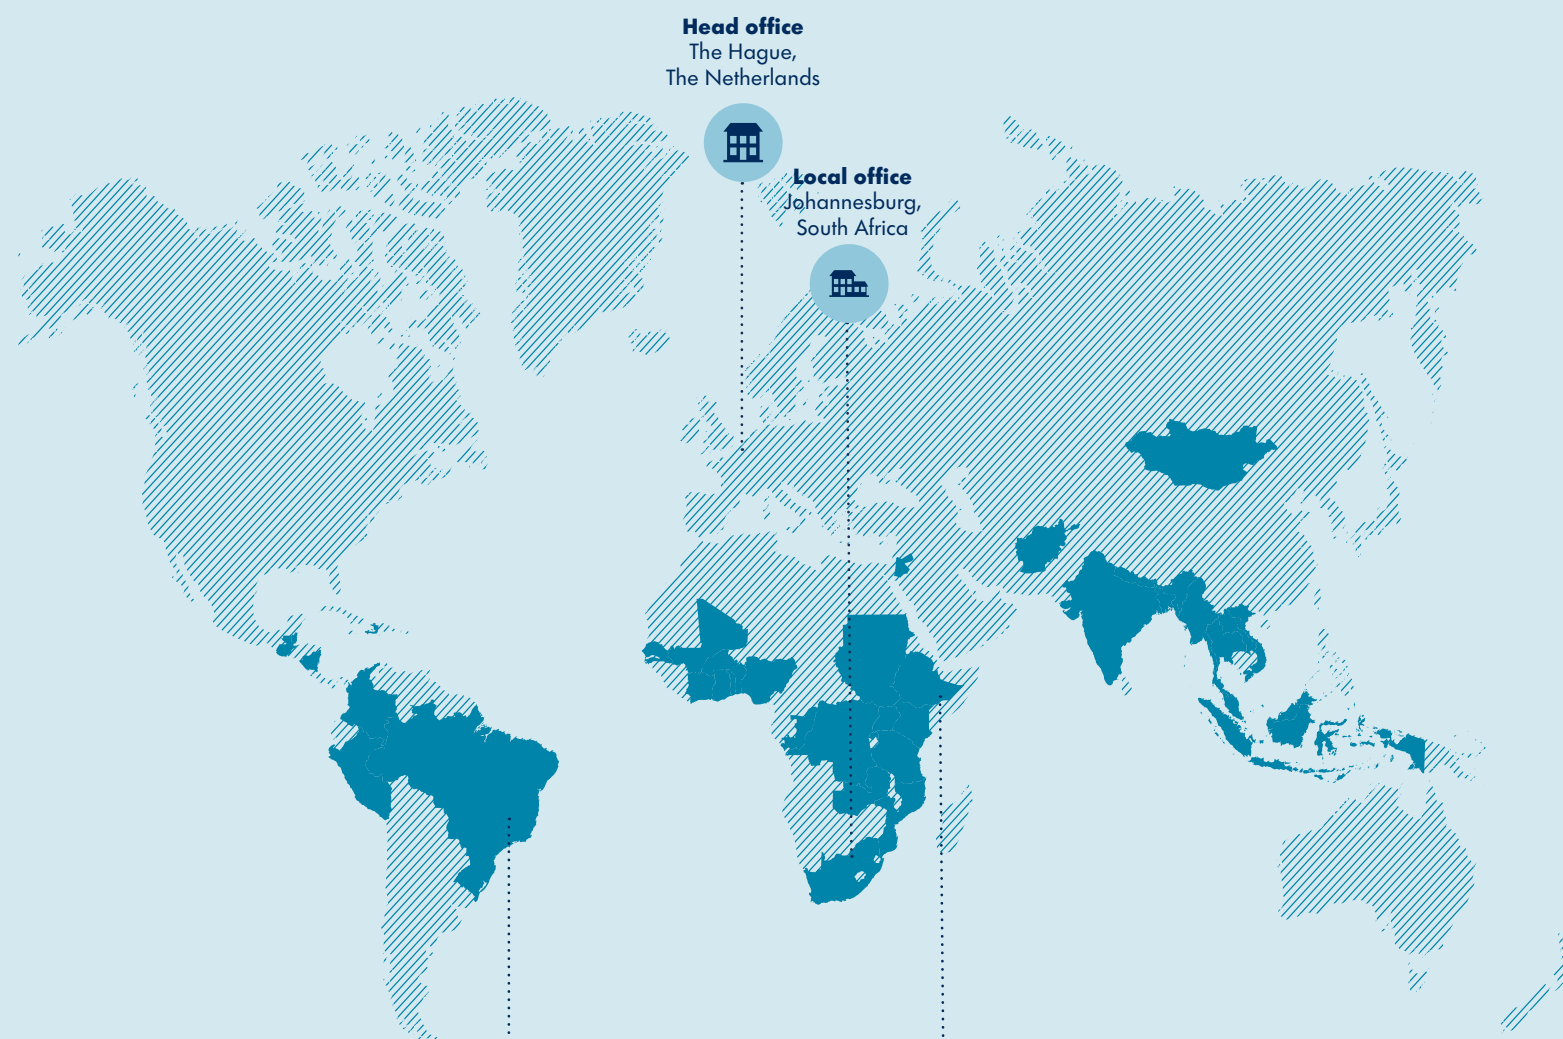 Head office
The Hague,
The Netherlands
Local office
Johannesburg,
South Africa